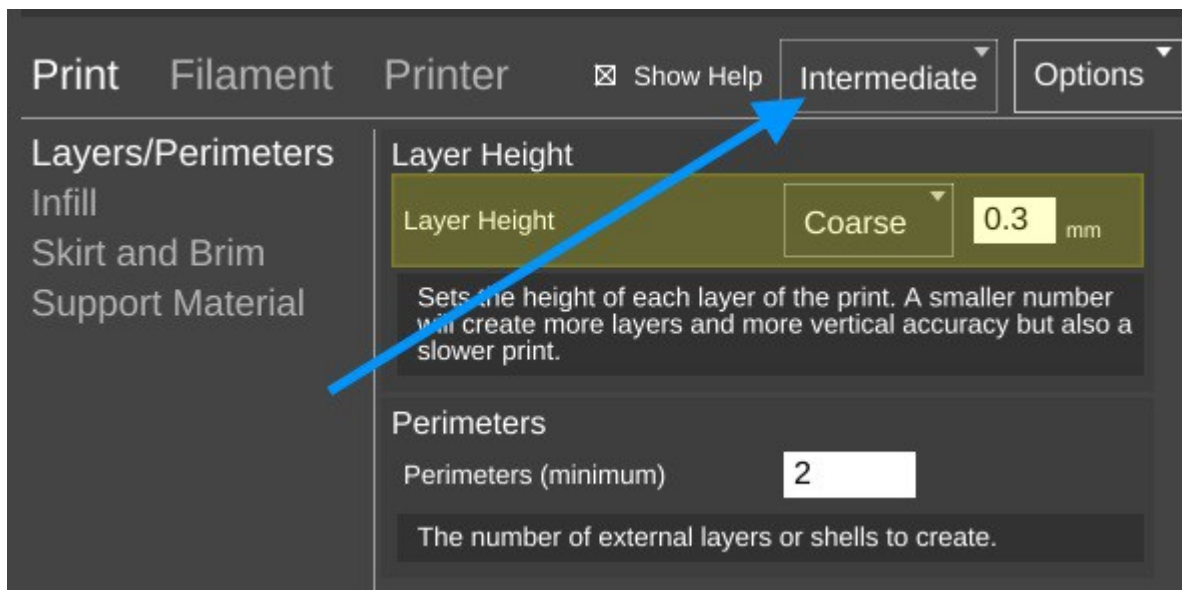 Print Filament Printer Show Help Intermediate Options
Layers/Perimeters
Infill
Skirt and Brim
Support Material
Layer Height
Layer Height Coarse 0.3 mm
Sets the height of each layer of the print. A smaller number
will create more layers and more vertical accuracy but also a
slower print.
Perimeters
Perimeters (minimum) 2
The number of external layers or shells to create.